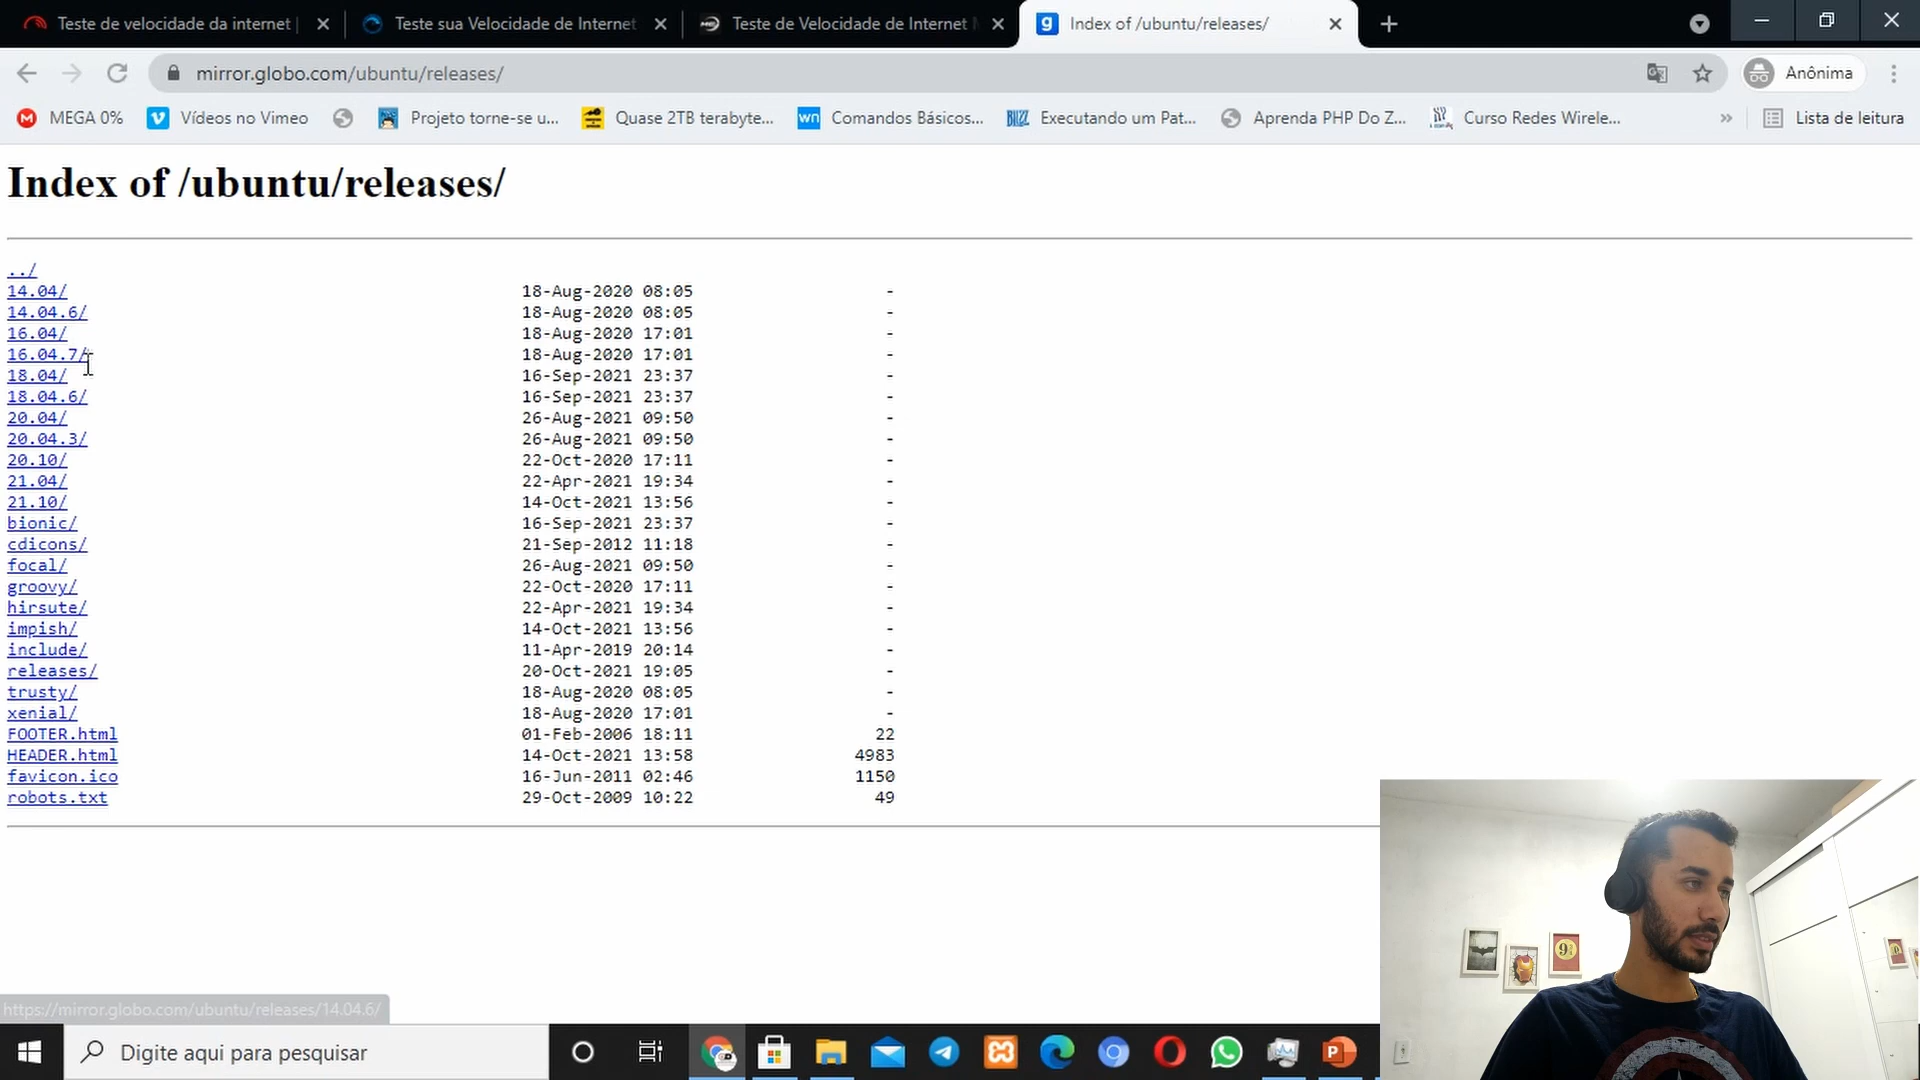 Teste de velocidade da internet |
Teste sua Velocidade de Internet
Teste de Velocidade de Internet
Index of /ubuntu/releases/
mirror.globo.com/ubuntu/releases/
Anônima
MEGA 0%
Vídeos no Vimeo
Projeto torne-se u...
Quase 2TB terabyte...
wn
Comandos Básicos...
Executando um Pat...
Aprenda PHP Do Z...
Curso Redes Wirele...
»
Lista de leitura
Index of /ubuntu/releases/
../
14.04/ 18-Aug-2020 08:05 -
14.04.6/ 18-Aug-2020 08:05 -
16.04/ 18-Aug-2020 17:01 -
16.04.7/ 18-Aug-2020 17:01 -
18.04/ 16-Sep-2021 23:37 -
18.04.6/ 16-Sep-2021 23:37 -
20.04/ 26-Aug-2021 09:50 -
20.04.3/ 26-Aug-2021 09:50 -
20.10/ 22-Oct-2020 17:11 -
21.04/ 22-Apr-2021 19:34 -
21.10/ 14-Oct-2021 13:56 -
bionic/ 16-Sep-2021 23:37 -
cdicons/ 21-Sep-2012 11:18 -
focal/ 26-Aug-2021 09:50 -
groovy/ 22-Oct-2020 17:11 -
hirsute/ 22-Apr-2021 19:34 -
impish/ 14-Oct-2021 13:56 -
include/ 11-Apr-2019 20:14 -
releases/ 20-Oct-2021 19:05 -
trusty/ 18-Aug-2020 08:05 -
xenial/ 18-Aug-2020 17:01 -
FOOTER.html 01-Feb-2006 18:11 22
HEADER.html 14-Oct-2021 13:58 4983
favicon.ico 16-Jun-2011 02:46 1150
robots.txt 29-Oct-2009 10:22 49
https://mirror.globo.com/ubuntu/releases/14.04.6/
Digite aqui para pesquisar